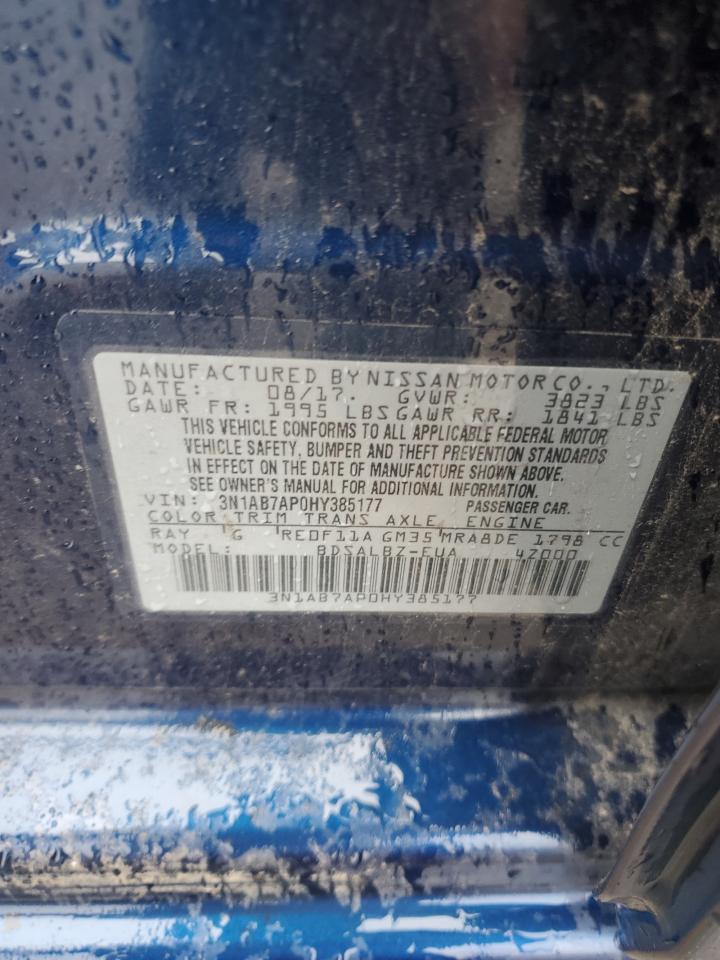 MANUFACTURED BY NISSAN MOTOR CO., LTD.
DATE: 08/17. GVWR: 3823 LBS
GAWR FR: 1995 LBS GAWR RR: 1841 LBS
THIS VEHICLE CONFORMS TO ALL APPLICABLE FEDERAL MOTOR
VEHICLE SAFETY, BUMPER AND THEFT PREVENTION STANDARDS
IN EFFECT ON THE DATE OF MANUFACTURE SHOWN ABOVE.
SEE OWNER'S MANUAL FOR ADDITIONAL INFORMATION.
VIN: 3N1AB7AP0HY385177 PASSENGER CAR.
COLOR TRIM TRANS AXLE ENGINE
RAY G RE0F11A GM35 MRA8DE 1798 CC
MODEL: BDSALBZ-EUA 42000
3N1AB7AP0HY385177